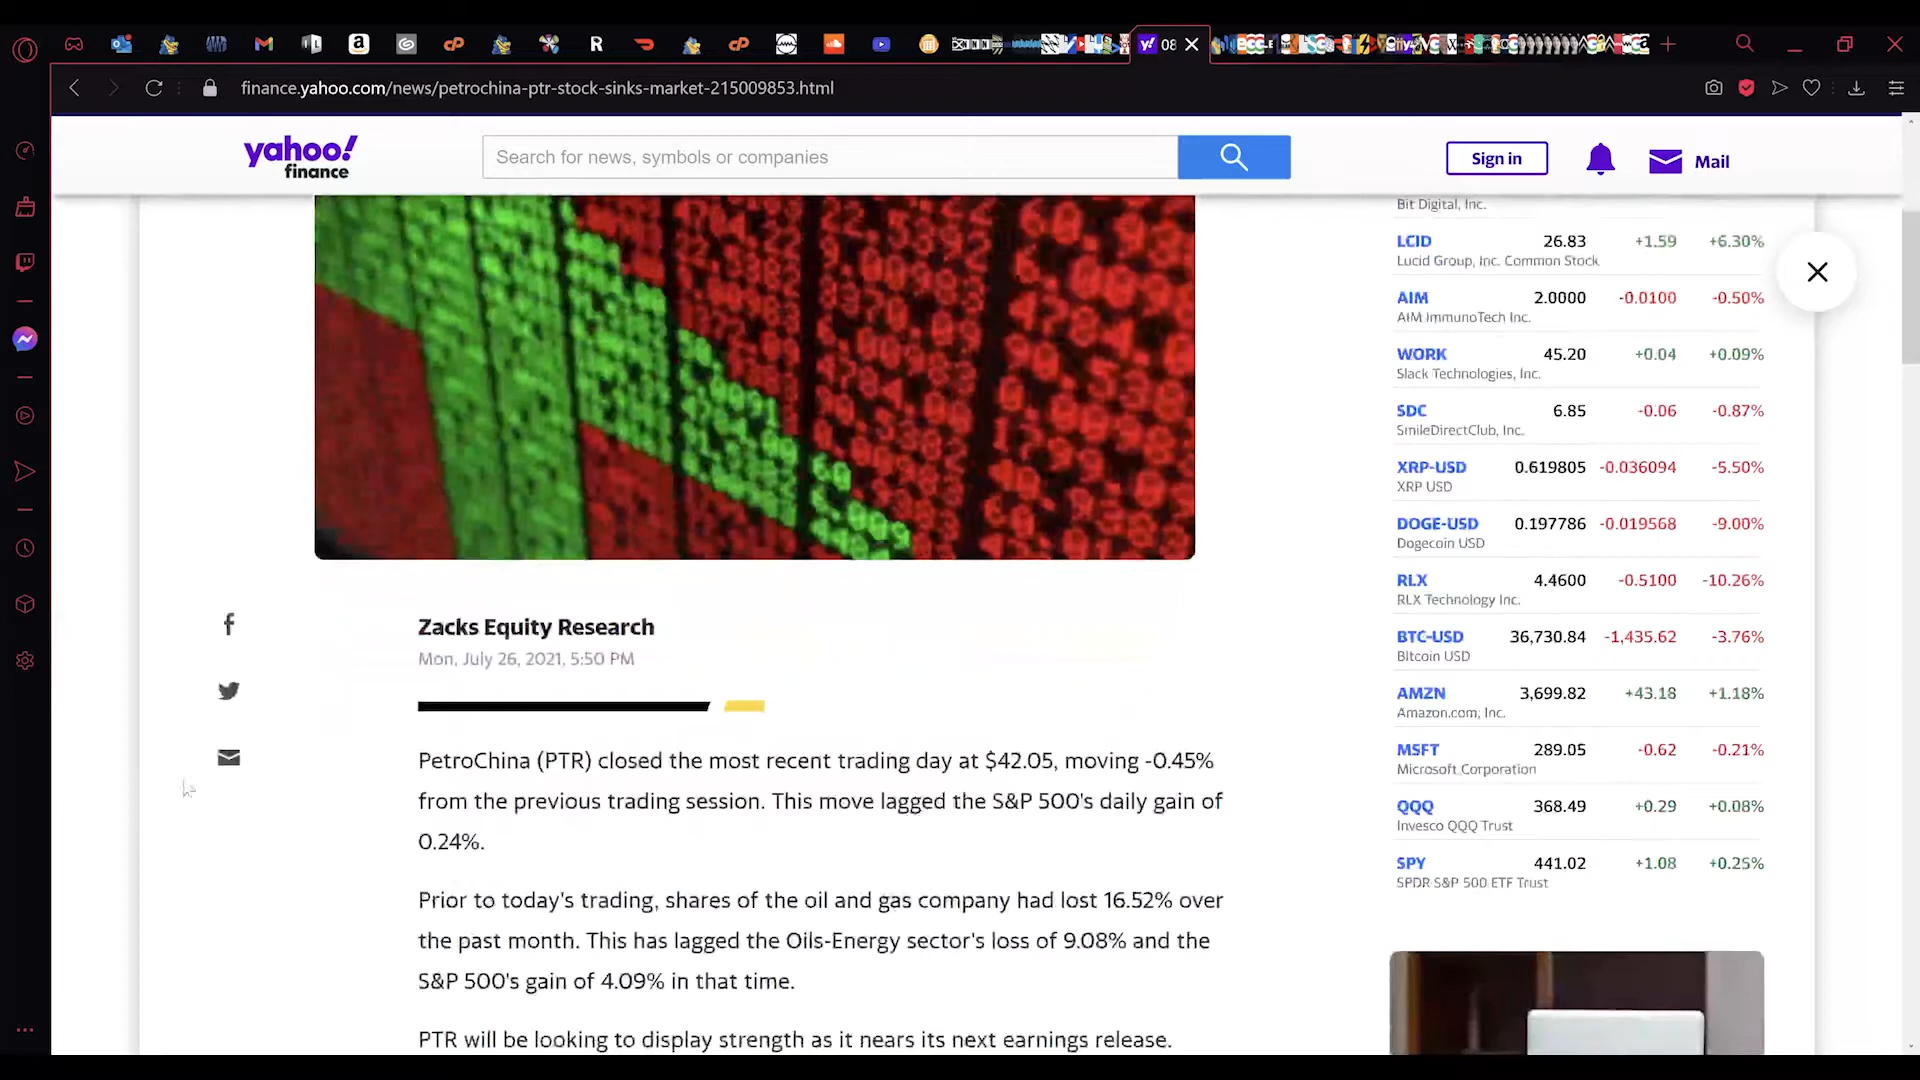 08
finance.yahoo.com/news/petrochina-ptr-stock-sinks-market-215009853.html
yahoo!
finance
Search for news, symbols or companies
Sign in
Mail
Bit Digital, Inc.
LCID 26.83 +1.59 +6.30%
Lucid Group, Inc. Common Stock
AIM 2.0000 -0.0100 -0.50%
AIM ImmunoTech Inc.
WORK 45.20 +0.04 +0.09%
Slack Technologies, Inc.
SDC 6.85 -0.06 -0.87%
SmileDirectClub, Inc.
XRP-USD 0.619805 -0.036094 -5.50%
XRP USD
DOGE-USD 0.197786 -0.019568 -9.00%
Dogecoin USD
RLX 4.4600 -0.5100 -10.26%
RLX Technology Inc.
BTC-USD 36,730.84 -1,435.62 -3.76%
Bitcoin USD
AMZN 3,699.82 +43.18 +1.18%
Amazon.com, Inc.
MSFT 289.05 -0.62 -0.21%
Microsoft Corporation
QQQ 368.49 +0.29 +0.08%
Invesco QQQ Trust
SPY 441.02 +1.08 +0.25%
SPDR S&P 500 ETF Trust
Zacks Equity Research
Mon, July 26, 2021, 5:50 PM
PetroChina (PTR) closed the most recent trading day at $42.05, moving -0.45%
from the previous trading session. This move lagged the S&P 500's daily gain of
0.24%.
Prior to today's trading, shares of the oil and gas company had lost 16.52% over
the past month. This has lagged the Oils-Energy sector's loss of 9.08% and the
S&P 500's gain of 4.09% in that time.
PTR will be looking to display strength as it nears its next earnings release.